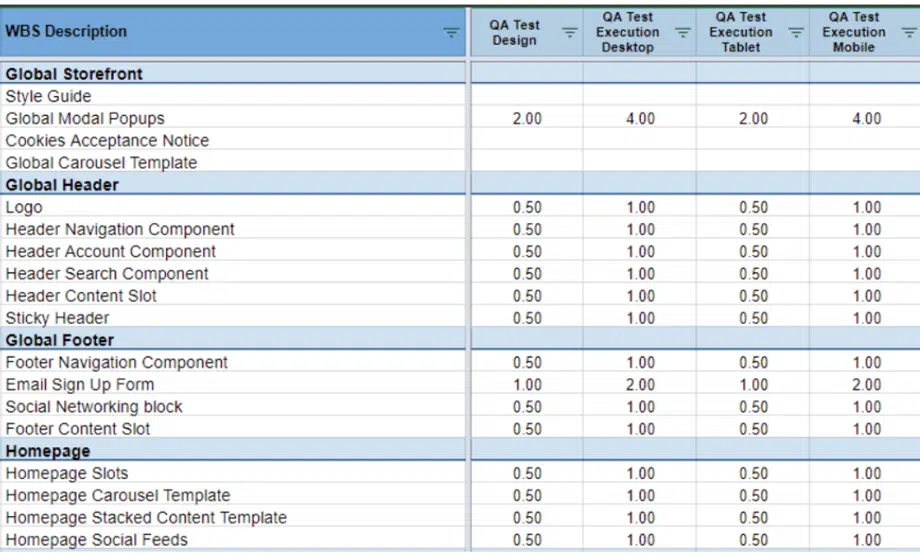 WBS Description QA Test Design QA Test Execution Desktop QA Test Execution Tablet QA Test Execution Mobile
Global Storefront
Style Guide
Global Modal Popups 2.00 4.00 2.00 4.00
Cookies Acceptance Notice
Global Carousel Template
Global Header
Logo 0.50 1.00 0.50 1.00
Header Navigation Component 0.50 1.00 0.50 1.00
Header Account Component 0.50 1.00 0.50 1.00
Header Search Component 0.50 1.00 0.50 1.00
Header Content Slot 0.50 1.00 0.50 1.00
Sticky Header 0.50 1.00 0.50 1.00
Global Footer
Footer Navigation Component 0.50 1.00 0.50 1.00
Email Sign Up Form 1.00 2.00 1.00 2.00
Social Networking block 0.50 1.00 0.50 1.00
Footer Content Slot 0.50 1.00 0.50 1.00
Homepage
Homepage Slots 0.50 1.00 0.50 1.00
Homepage Carousel Template 0.50 1.00 0.50 1.00
Homepage Stacked Content Template 0.50 1.00 0.50 1.00
Homepage Social Feeds 0.50 1.00 0.50 1.00